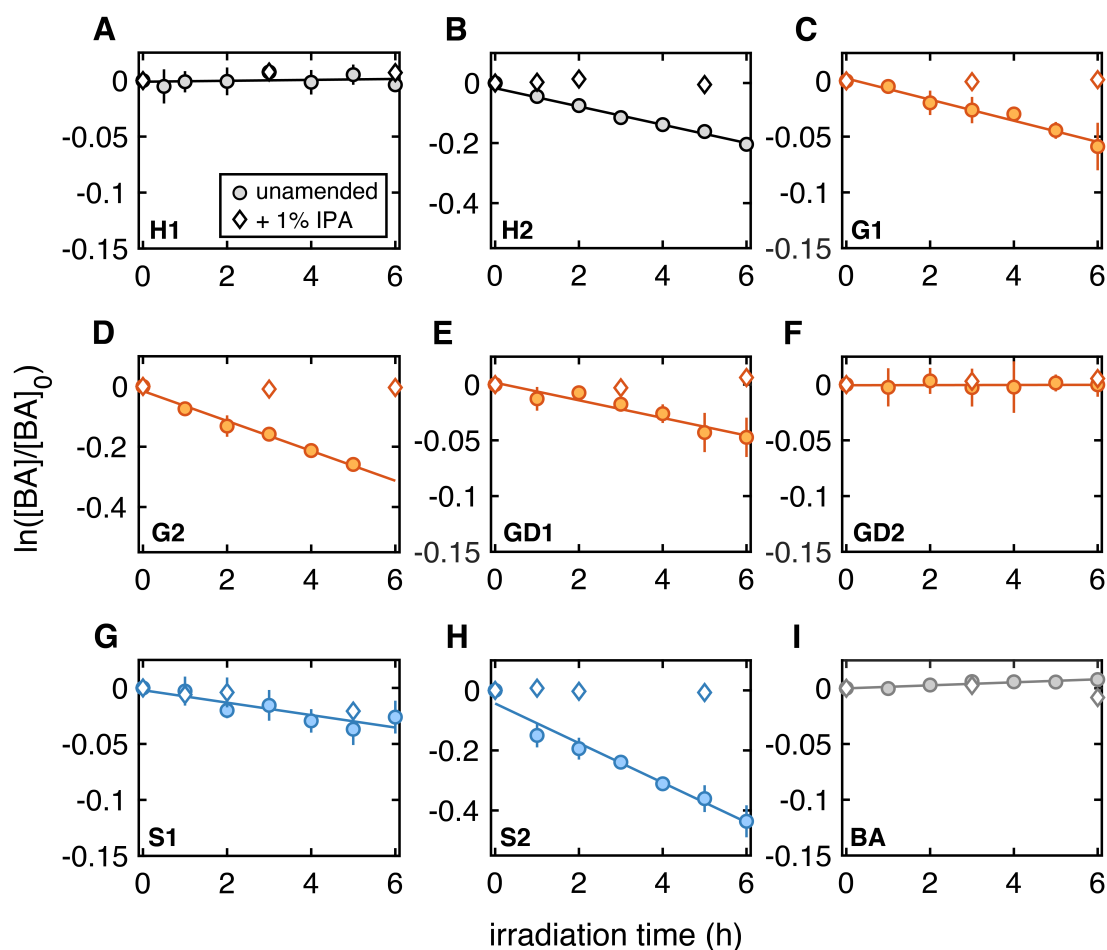 A
B
C
0
-0.05
-0.1
-0.15
unamended
+ 1% IPA
H1
0 2 4 6
0
-0.2
-0.4
H2
0 2 4 6
0
-0.05
-0.1
-0.15
G1
0 2 4 6
ln([BA]/[BA]0)
D
E
F
0
-0.2
-0.4
G2
0 2 4 6
0
-0.05
-0.1
-0.15
GD1
0 2 4 6
0
-0.05
-0.1
-0.15
GD2
0 2 4 6
G
H
I
0
-0.05
-0.1
-0.15
S1
0 2 4 6
0
-0.2
-0.4
S2
0 2 4 6
0
-0.05
-0.1
-0.15
BA
0 2 4 6
irradiation time (h)